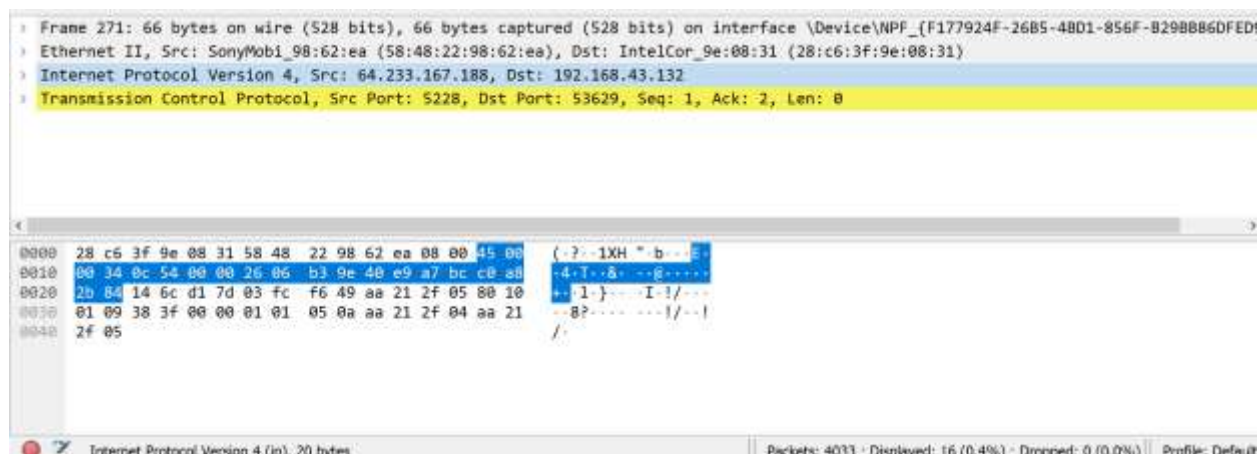 Frame 271: 66 bytes on wire (528 bits), 66 bytes captured (528 bits) on interface \Device\NPF_{F177924F-26B5-4BD1-856F-B298BB86DFED
Ethernet II, Src: SonyMobi_98:62:ea (58:48:22:98:62:ea), Dst: IntelCor_9e:08:31 (28:c6:3f:9e:08:31)
Internet Protocol Version 4, Src: 64.233.167.188, Dst: 192.168.43.132
Transmission Control Protocol, Src Port: 5228, Dst Port: 53629, Seq: 1, Ack: 2, Len: 0
0000 28 c6 3f 9e 08 31 58 48 22 98 62 ea 08 00 45 00 (·?··1XH "·b···E·
0010 00 34 0c 54 00 00 26 06 b3 9e 40 e9 a7 bc c0 a8 ·4·T··&· ··@·····
0020 2b 84 14 6c d1 7d 03 fc f6 49 aa 21 2f 05 80 10 +··l·}·· ·I·!/···
0030 01 09 38 3f 00 00 01 01 05 0a aa 21 2f 04 aa 21 ··8?···· ···!/··!
0040 2f 05 /·
Internet Protocol Version 4 (ip), 20 bytes Packets: 4033 · Displayed: 16 (0.4%) · Dropped: 0 (0.0%) Profile: Default